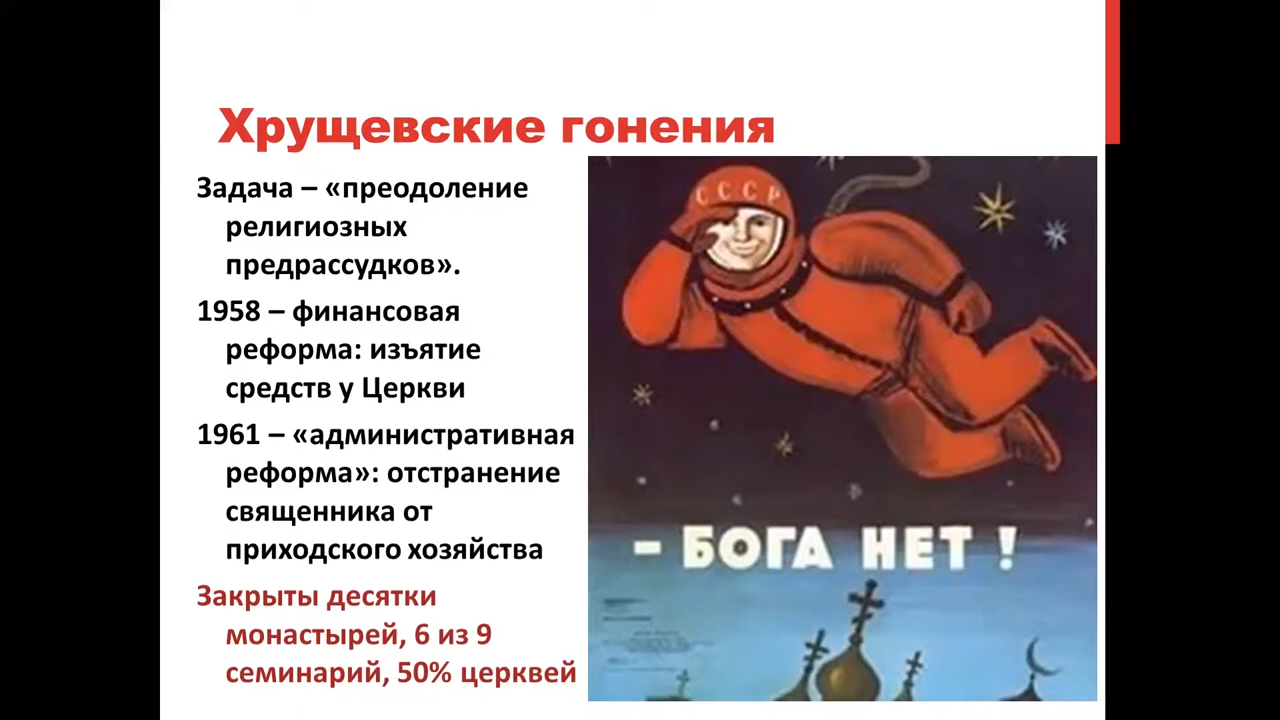 Хрущевские гонения
Задача – «преодоление
религиозных
предрассудков».
1958 – финансовая
реформа: изъятие
средств у Церкви
1961 – «административная
реформа»: отстранение
священника от
приходского хозяйства
Закрыты десятки
монастырей, 6 из 9
семинарий, 50% церквей
СССР
– БОГА НЕТ !